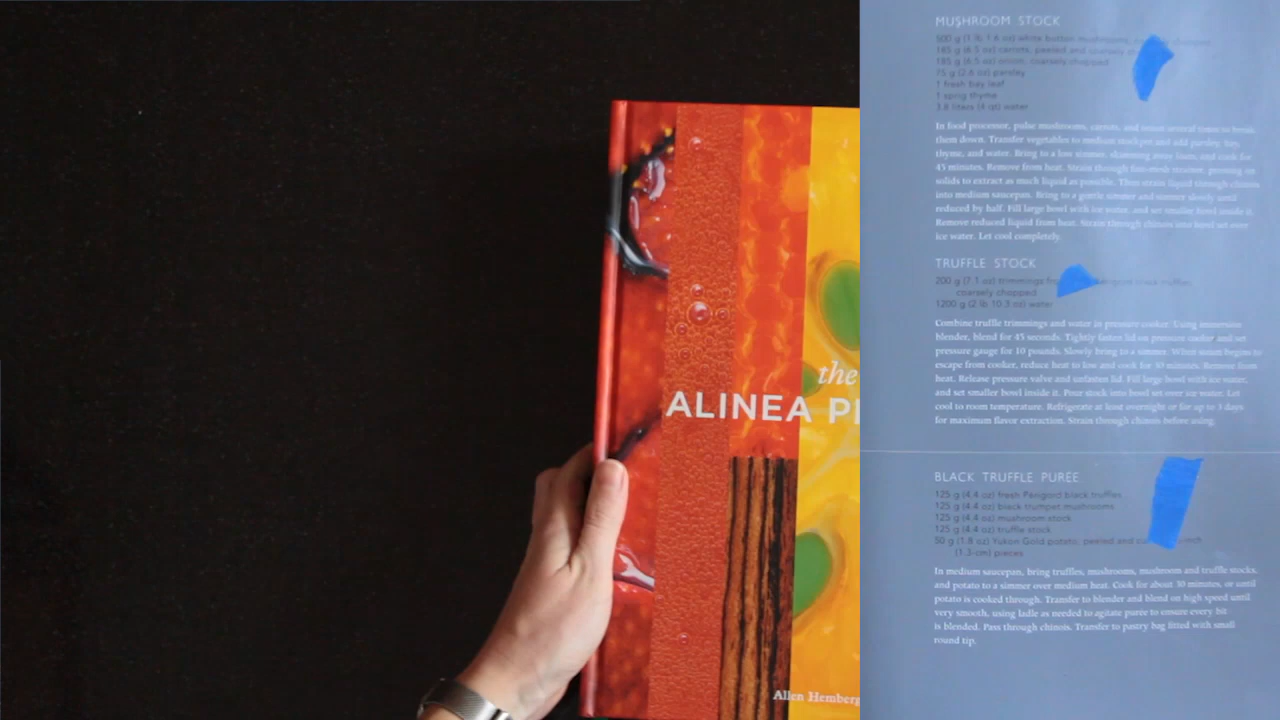 the
ALINEA P
Allen Hemberg
MUSHROOM STOCK
500 g (1 lb 1.6 oz) white button mushrooms, chopped
185 g (6.5 oz) carrots, peeled and coarsely
185 g (6.5 oz) onion, coarsely chopped
75 g (2.6 oz) parsley
1 fresh bay leaf
1 sprig thyme
3.8 liters (4 qt) water
In food processor, pulse mushrooms, carrots, and onion several times to break
them down. Transfer vegetables to medium stockpot and add parsley, bay,
thyme, and water. Bring to a low simmer, skimming away foam, and cook for
45 minutes. Remove from heat. Strain through fine-mesh strainer, pressing on
solids to extract as much liquid as possible. Then strain liquid through chinois
into medium saucepan. Bring to a gentle simmer and simmer slowly until
reduced by half. Fill large bowl with ice water, and set smaller bowl inside it.
Remove reduced liquid from heat. Strain through chinois into bowl set over
ice water. Let cool completely.
TRUFFLE STOCK
200 g (7.1 oz) trimmings black truffles,
coarsely chopped
1200 g (2 lb 10.3 oz) water
Combine truffle trimmings and water in pressure cooker. Using immersion
blender, blend for 45 seconds. Tightly fasten lid on pressure cooker and set
pressure gauge for 10 pounds. Slowly bring to a simmer. When steam begins to
escape from cooker, reduce heat to low and cook for 30 minutes. Remove from
heat. Release pressure valve and unfasten lid. Fill large bowl with ice water,
and set smaller bowl inside it. Pour stock into bowl set over ice water. Let
cool to room temperature. Refrigerate at least overnight or for up to 3 days
for maximum flavor extraction. Strain through chinois before using.
BLACK TRUFFLE PURÉE
125 g (4.4 oz) fresh Périgord black truffles
125 g (4.4 oz) black trumpet mushrooms
125 g (4.4 oz) mushroom stock
125 g (4.4 oz) truffle stock
50 g (1.8 oz) Yukon Gold potato, peeled and
(1.3-cm) pieces
In medium saucepan, bring truffles, mushrooms, mushroom and truffle stocks,
and potato to a simmer over medium heat. Cook for about 30 minutes, or until
potato is cooked through. Transfer to blender and blend on high speed until
very smooth, using ladle as needed to agitate puree to ensure every bit
is blended. Pass through chinois. Transfer to pastry bag fitted with small
round tip.